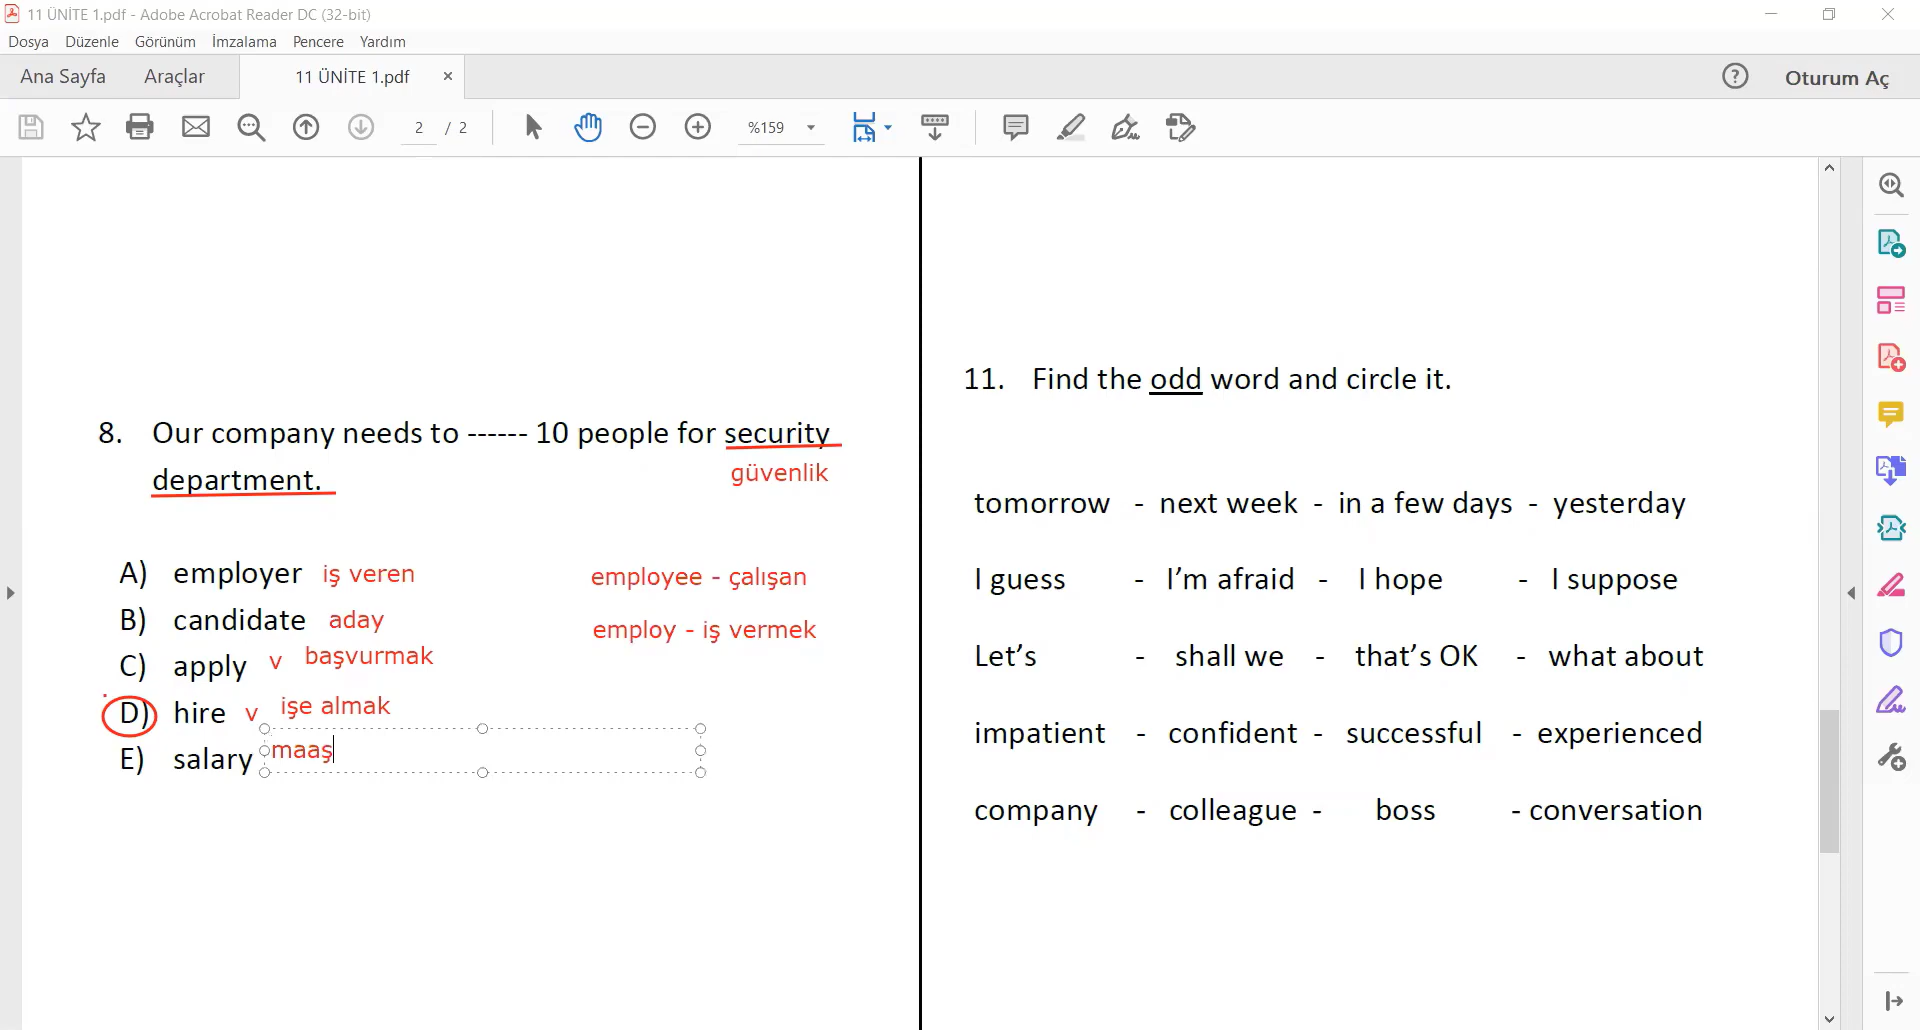 11 ÜNİTE 1.pdf - Adobe Acrobat Reader DC (32-bit)
Dosya Düzenle Görünüm İmzalama Pencere Yardım
Ana Sayfa Araçlar 11 ÜNİTE 1.pdf × Oturum Aç
2 / 2 %159
8. Our company needs to ------ 10 people for security
department.
güvenlik
A) employer iş veren
employee - çalışan
B) candidate aday
employ - iş vermek
C) apply v başvurmak
D) hire v işe almak
E) salary maaş
11. Find the odd word and circle it.
tomorrow - next week - in a few days - yesterday
I guess - I’m afraid - I hope - I suppose
Let’s - shall we - that’s OK - what about
impatient - confident - successful - experienced
company - colleague - boss - conversation